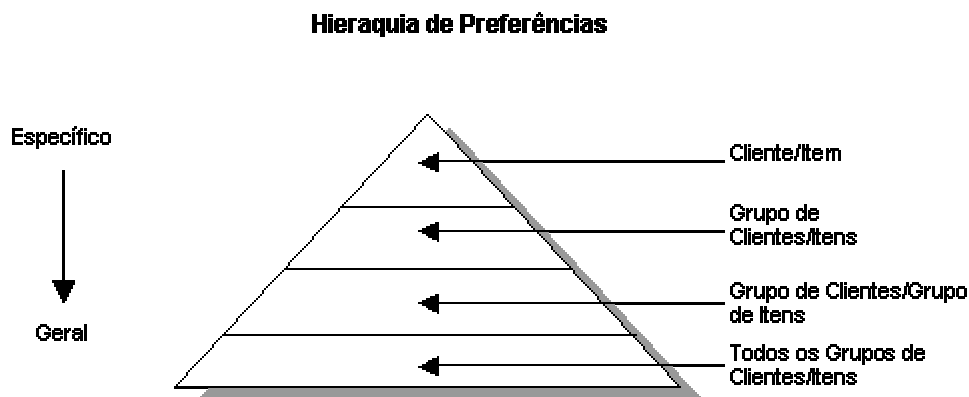 Hieraquia de Preferências
Específico
Geral
Cliente/Item
Grupo de
Clientes/Itens
Grupo de Clientes/Grupo
de Itens
Todos os Grupos de
Clientes/Itens